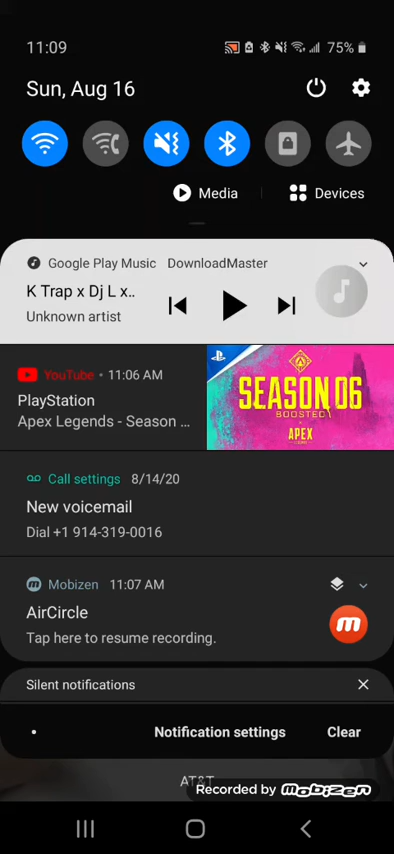 11:09
75%
Sun, Aug 16
Media
Devices
Google Play Music DownloadMaster
K Trap x Dj L x..
Unknown artist
YouTube • 11:06 AM
PlayStation
Apex Legends - Season ...
SEASON 06
BOOSTED
APEX
Call settings 8/14/20
New voicemail
Dial +1 914-319-0016
Mobizen 11:07 AM
AirCircle
Tap here to resume recording.
m
Silent notifications
Notification settings
Clear
AT&T
Recorded by mobizen